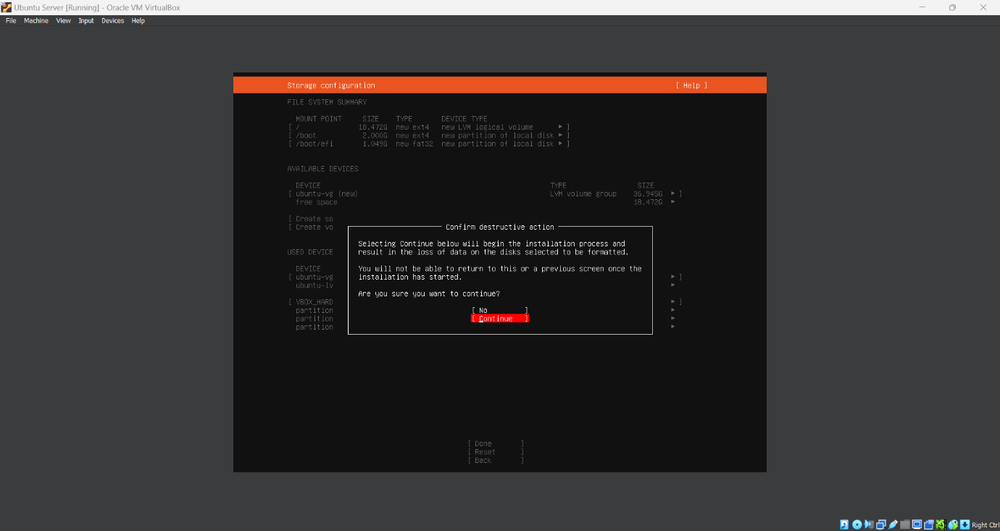 Ubuntu Server [Running] - Oracle VM VirtualBox
File Machine View Input Devices Help
Storage configuration [ Help ]
FILE SYSTEM SUMMARY
MOUNT POINT SIZE TYPE DEVICE TYPE
[ / 18.472G new ext4 new LVM logical volume ▸ ]
[ /boot 2.000G new ext4 new partition of local disk ▸ ]
[ /boot/efi 1.049G new fat32 new partition of local disk ▸ ]
AVAILABLE DEVICES
DEVICE TYPE SIZE
[ ubuntu-vg (new) LVM volume group 36.945G ▸ ]
free space 18.472G ▸
[ Create so
[ Create vo
Confirm destructive action
Selecting Continue below will begin the installation process and
result in the loss of data on the disks selected to be formatted.
You will not be able to return to this or a previous screen once the
installation has started.
Are you sure you want to continue?
[ No ]
[ Continue ]
USED DEVICE
DEVICE
[ ubuntu-vg ▸ ]
ubuntu-lv ▸
[ VBOX_HARD ▸ ]
partition ▸
partition ▸
partition ▸
[ Done ]
[ Reset ]
[ Back ]
Right Ctrl